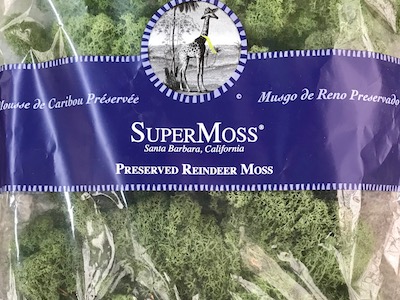 Mousse de Caribou Préservée
©
Musgo de Reno Preservado
SUPERMOSS®
Santa Barbara, California
PRESERVED REINDEER MOSS